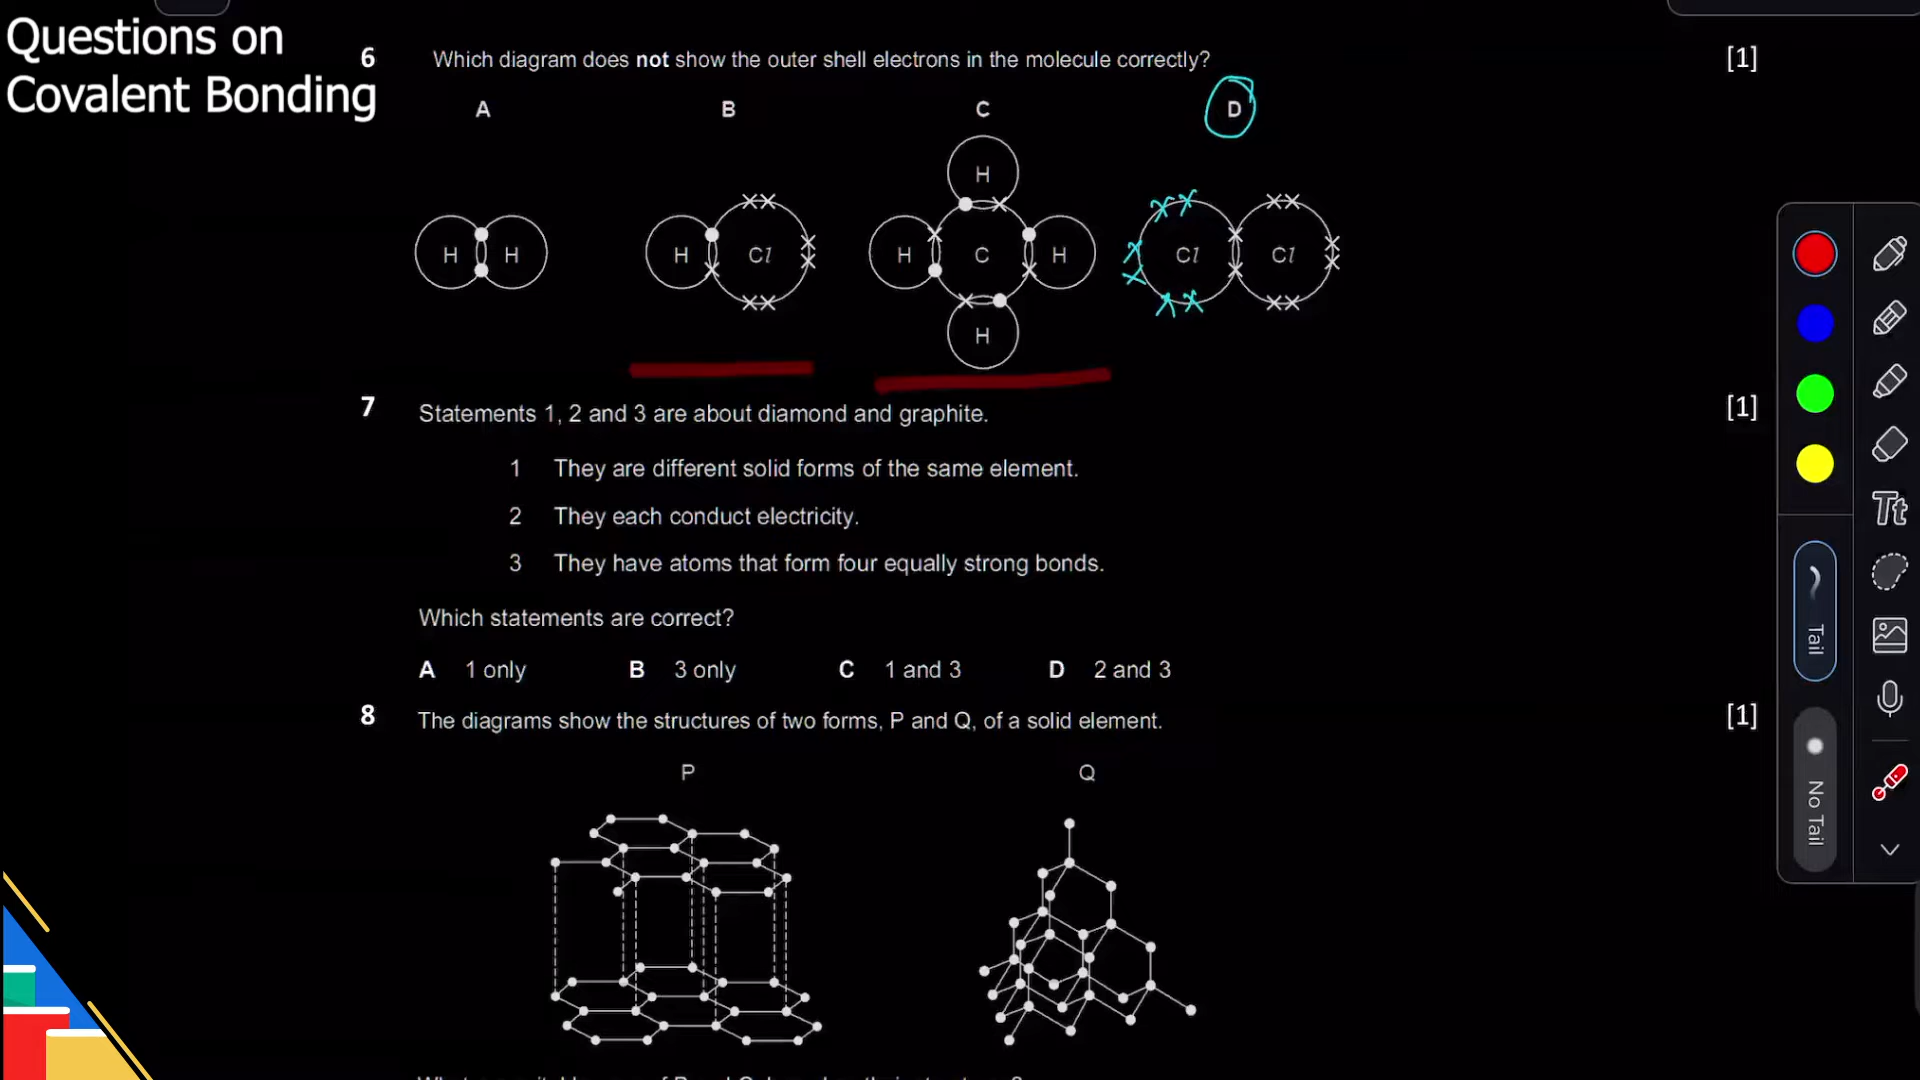 Questions on
Covalent Bonding
6 Which diagram does not show the outer shell electrons in the molecule correctly? [1]
A B C D
H H
H Cl
H
H C H
H
Cl Cl
7 Statements 1, 2 and 3 are about diamond and graphite. [1]
1 They are different solid forms of the same element.
2 They each conduct electricity.
3 They have atoms that form four equally strong bonds.
Which statements are correct?
A 1 only B 3 only C 1 and 3 D 2 and 3
8 The diagrams show the structures of two forms, P and Q, of a solid element. [1]
P Q
Tt
Tail
No Tail